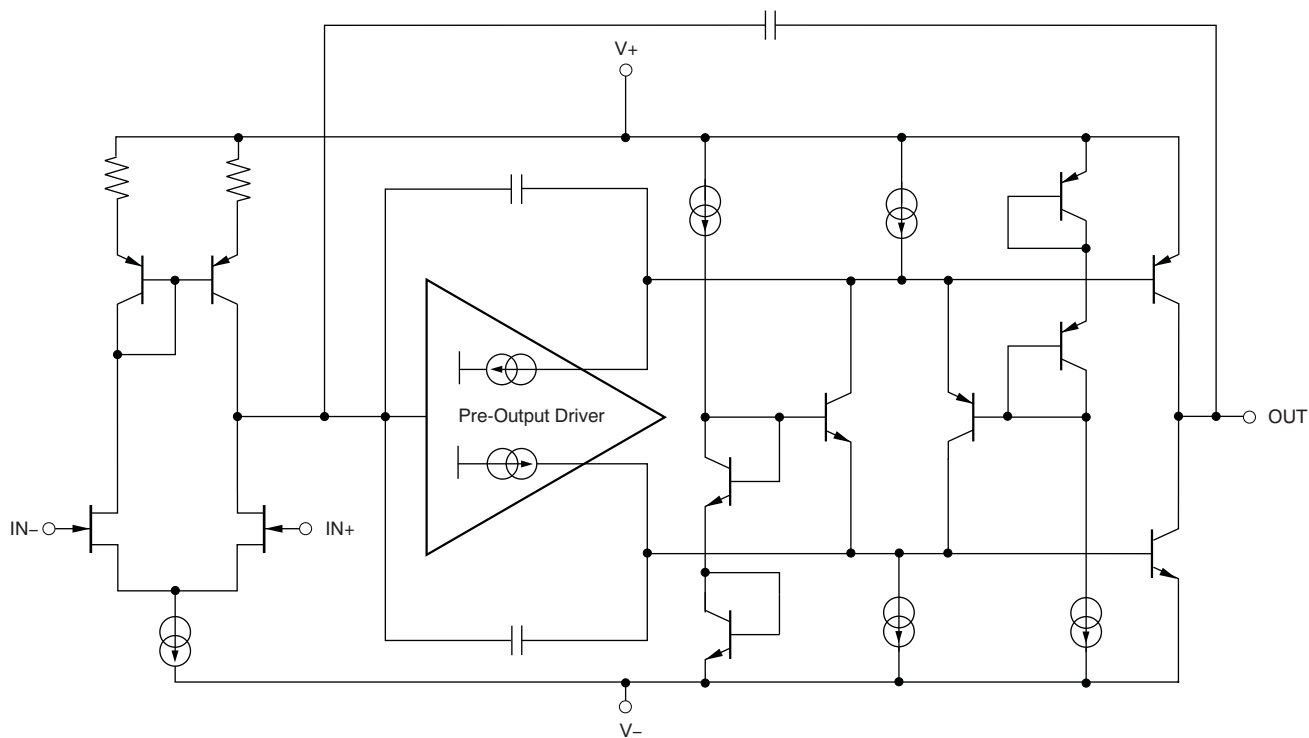 V+
Pre-Output Driver
OUT
IN–
IN+
V–